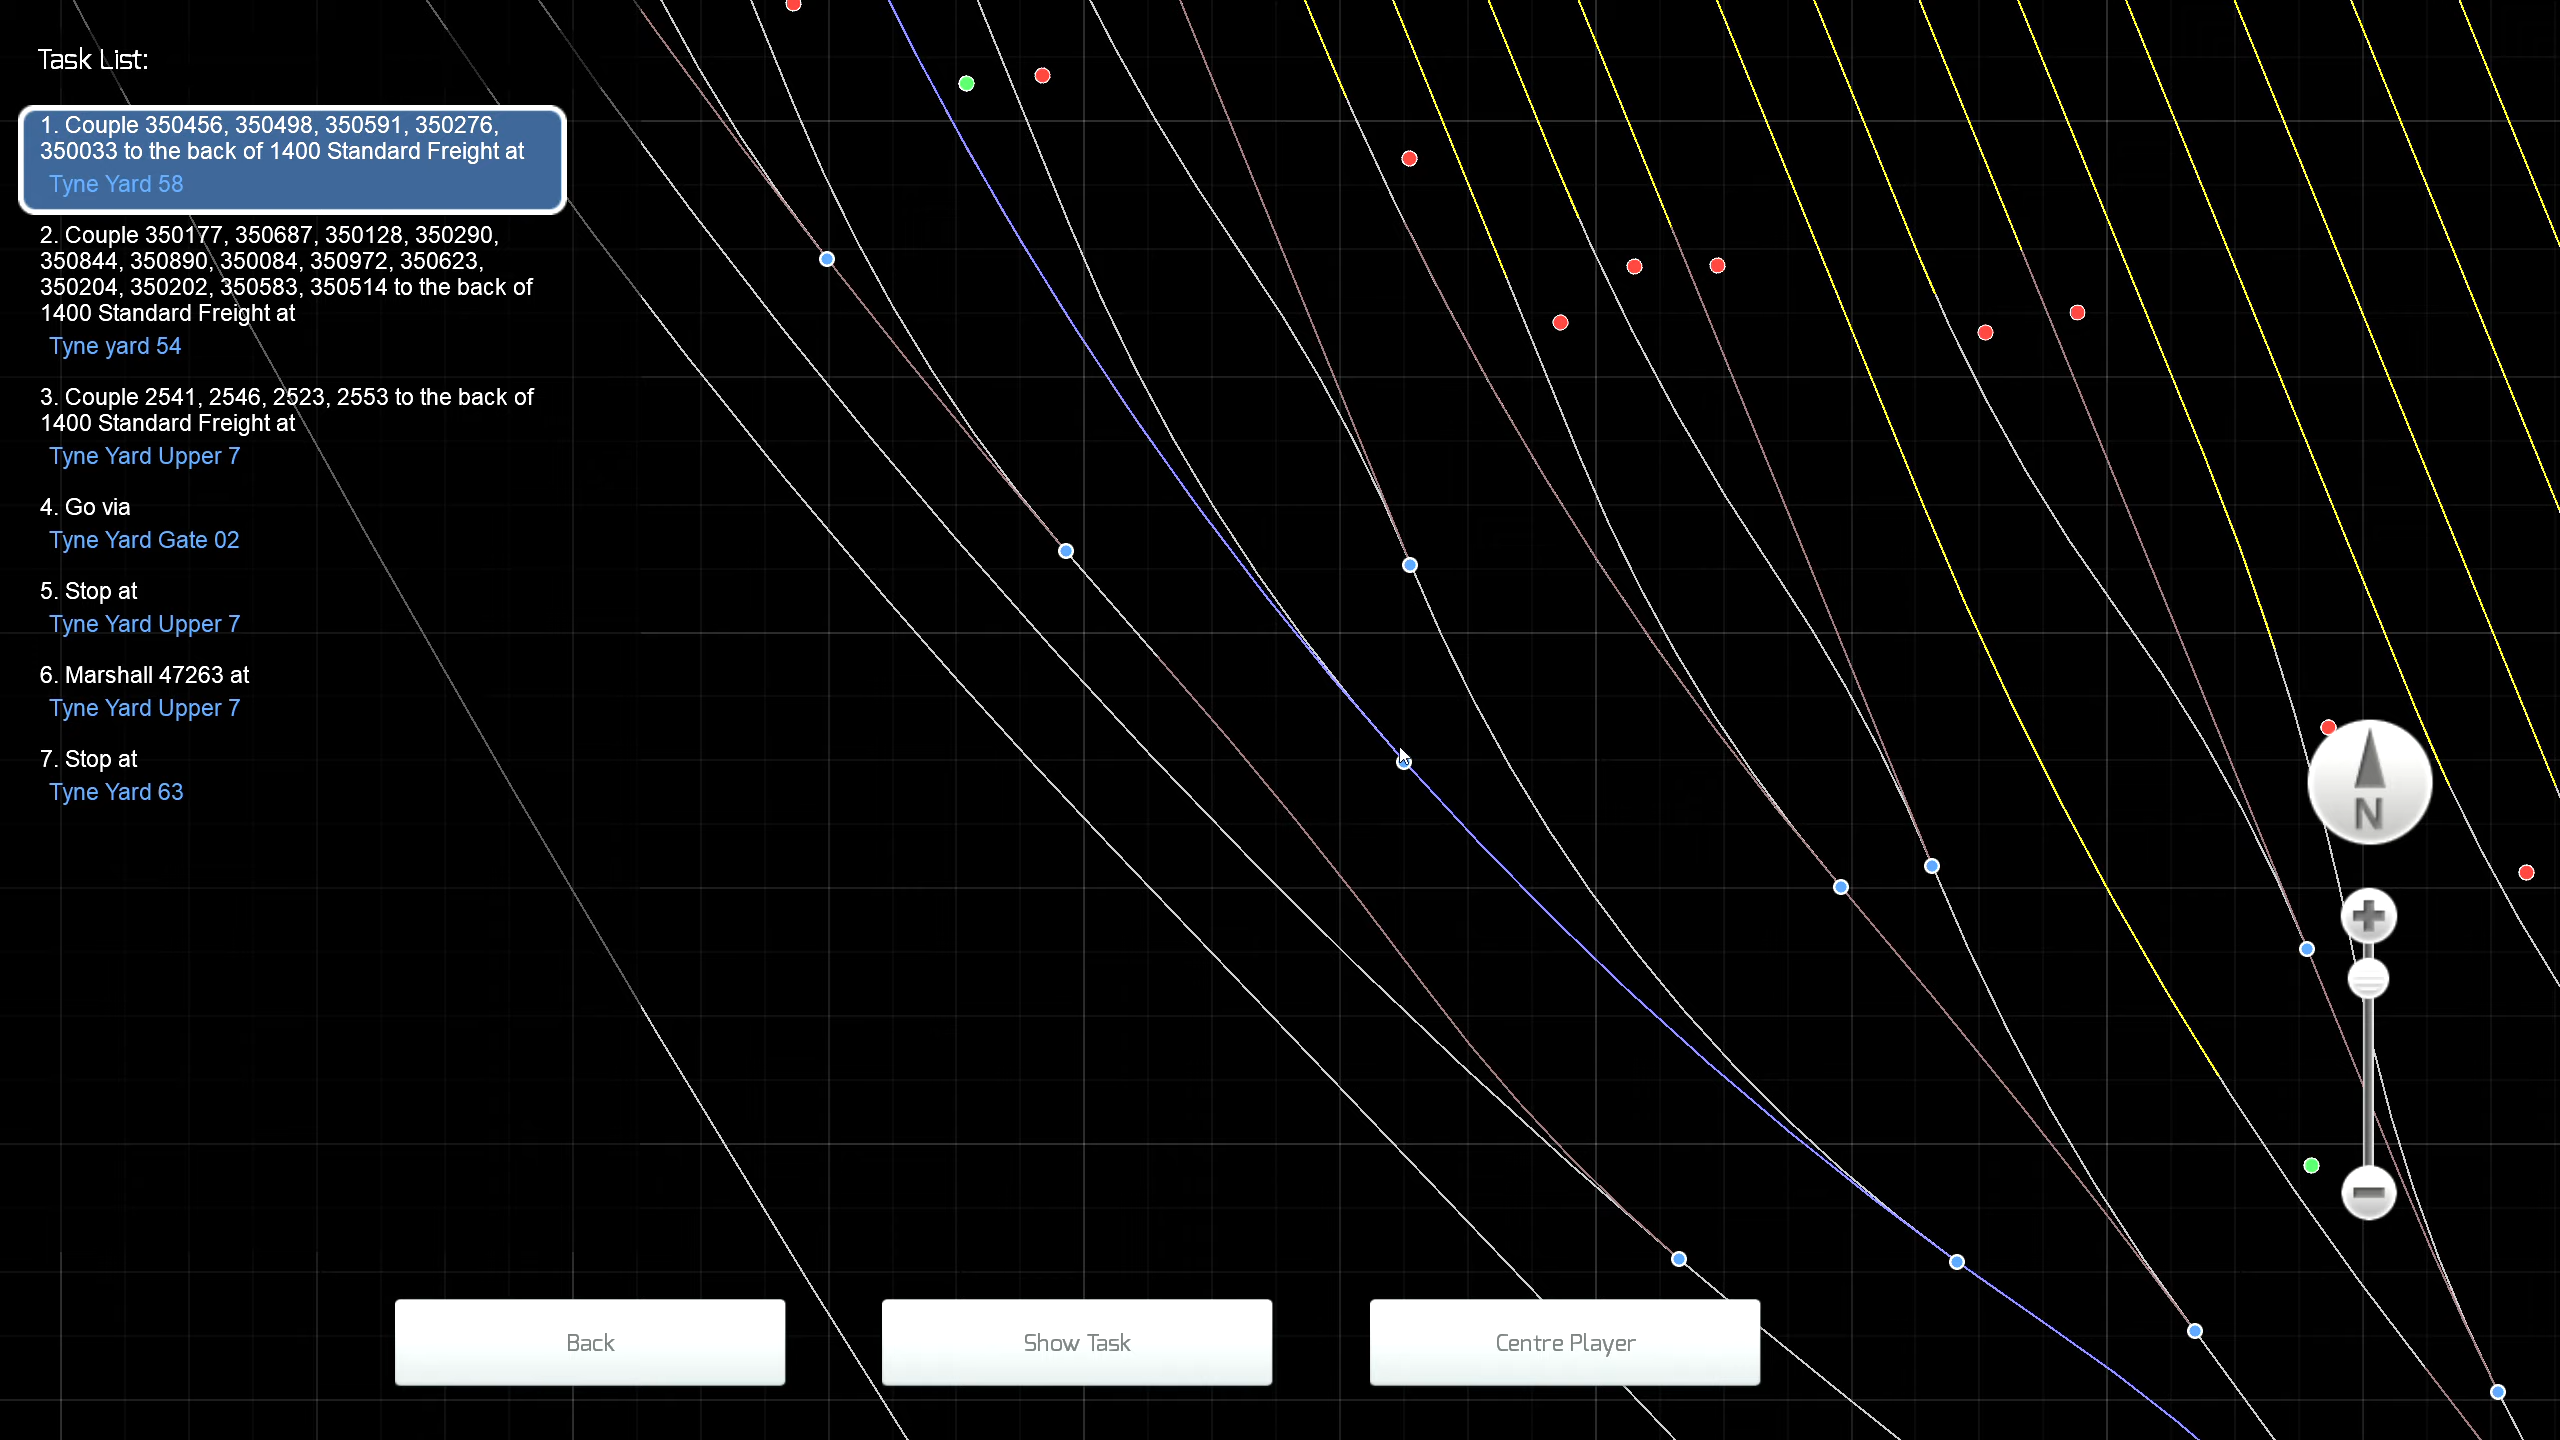 Task List:
1. Couple 350456, 350498, 350591, 350276,
350033 to the back of 1400 Standard Freight at
Tyne Yard 58
2. Couple 350177, 350687, 350128, 350290,
350844, 350890, 350084, 350972, 350623,
350204, 350202, 350583, 350514 to the back of
1400 Standard Freight at
Tyne yard 54
3. Couple 2541, 2546, 2523, 2553 to the back of
1400 Standard Freight at
Tyne Yard Upper 7
4. Go via
Tyne Yard Gate 02
5. Stop at
Tyne Yard Upper 7
6. Marshall 47263 at
Tyne Yard Upper 7
7. Stop at
Tyne Yard 63
N
Back
Show Task
Centre Player